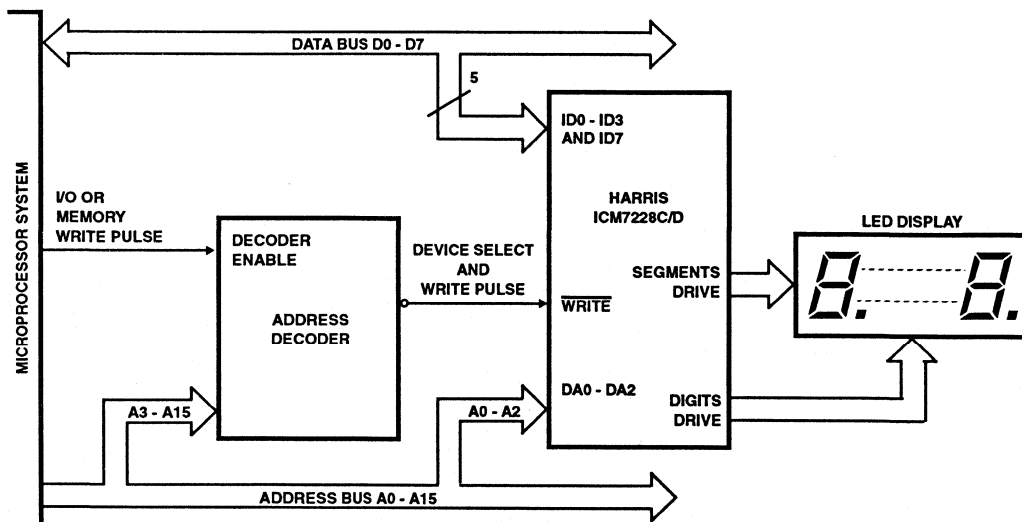 DATA BUS D0 - D7
5
ID0 - ID3
AND ID7
MICROPROCESSOR SYSTEM
I/O OR
MEMORY
WRITE PULSE
DECODER
ENABLE
ADDRESS
DECODER
DEVICE SELECT
AND
WRITE PULSE
HARRIS
ICM7228C/D
SEGMENTS
DRIVE
WRITE
LED DISPLAY
8. 8.
A3 - A15
A0 - A2
DA0 - DA2
DIGITS
DRIVE
ADDRESS BUS A0 - A15